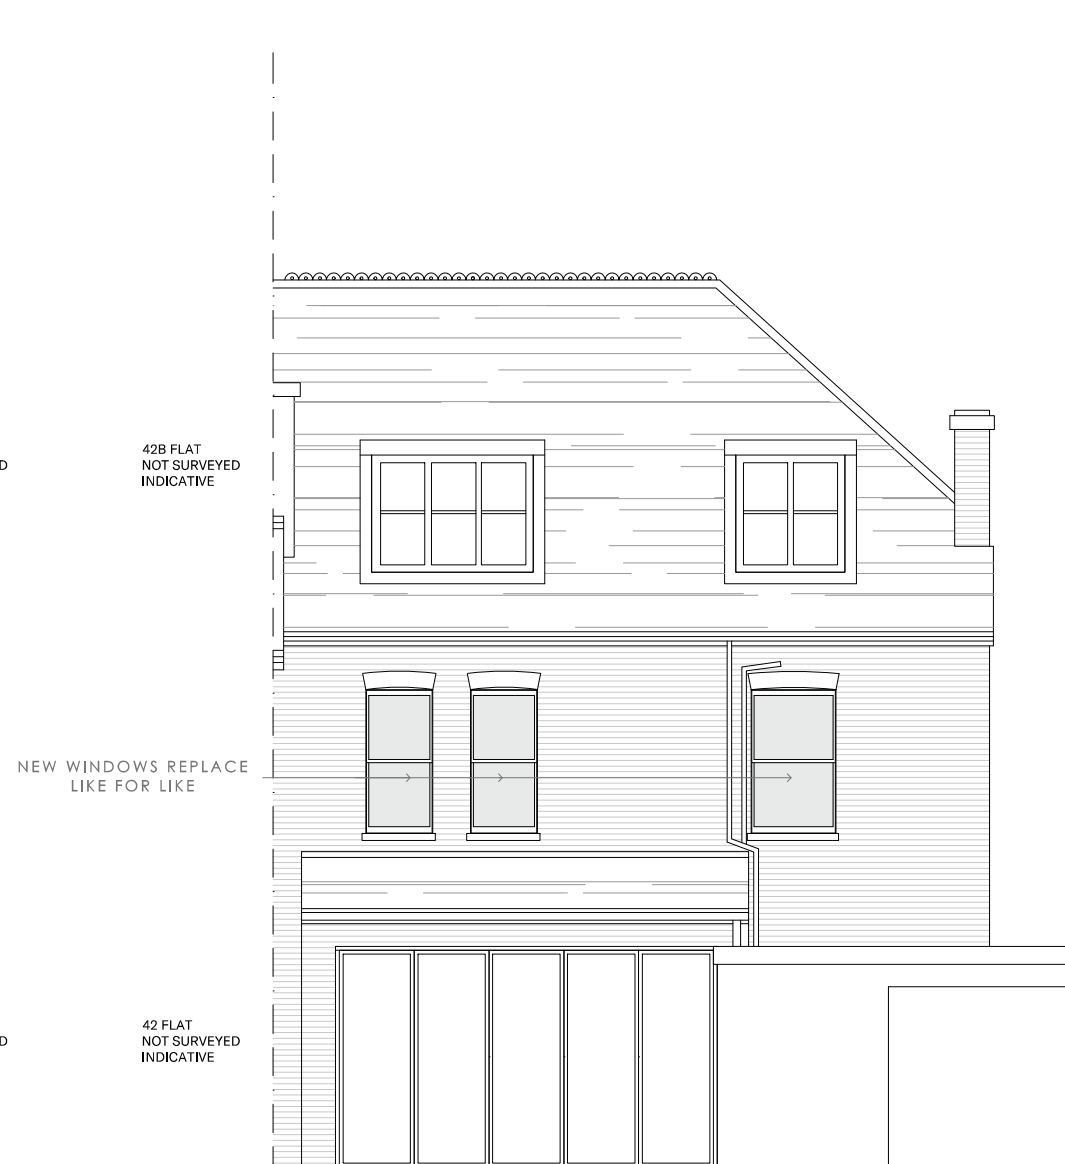 42B FLAT
NOT SURVEYED
INDICATIVE
D
NEW WINDOWS REPLACE
LIKE FOR LIKE
42 FLAT
NOT SURVEYED
INDICATIVE
D